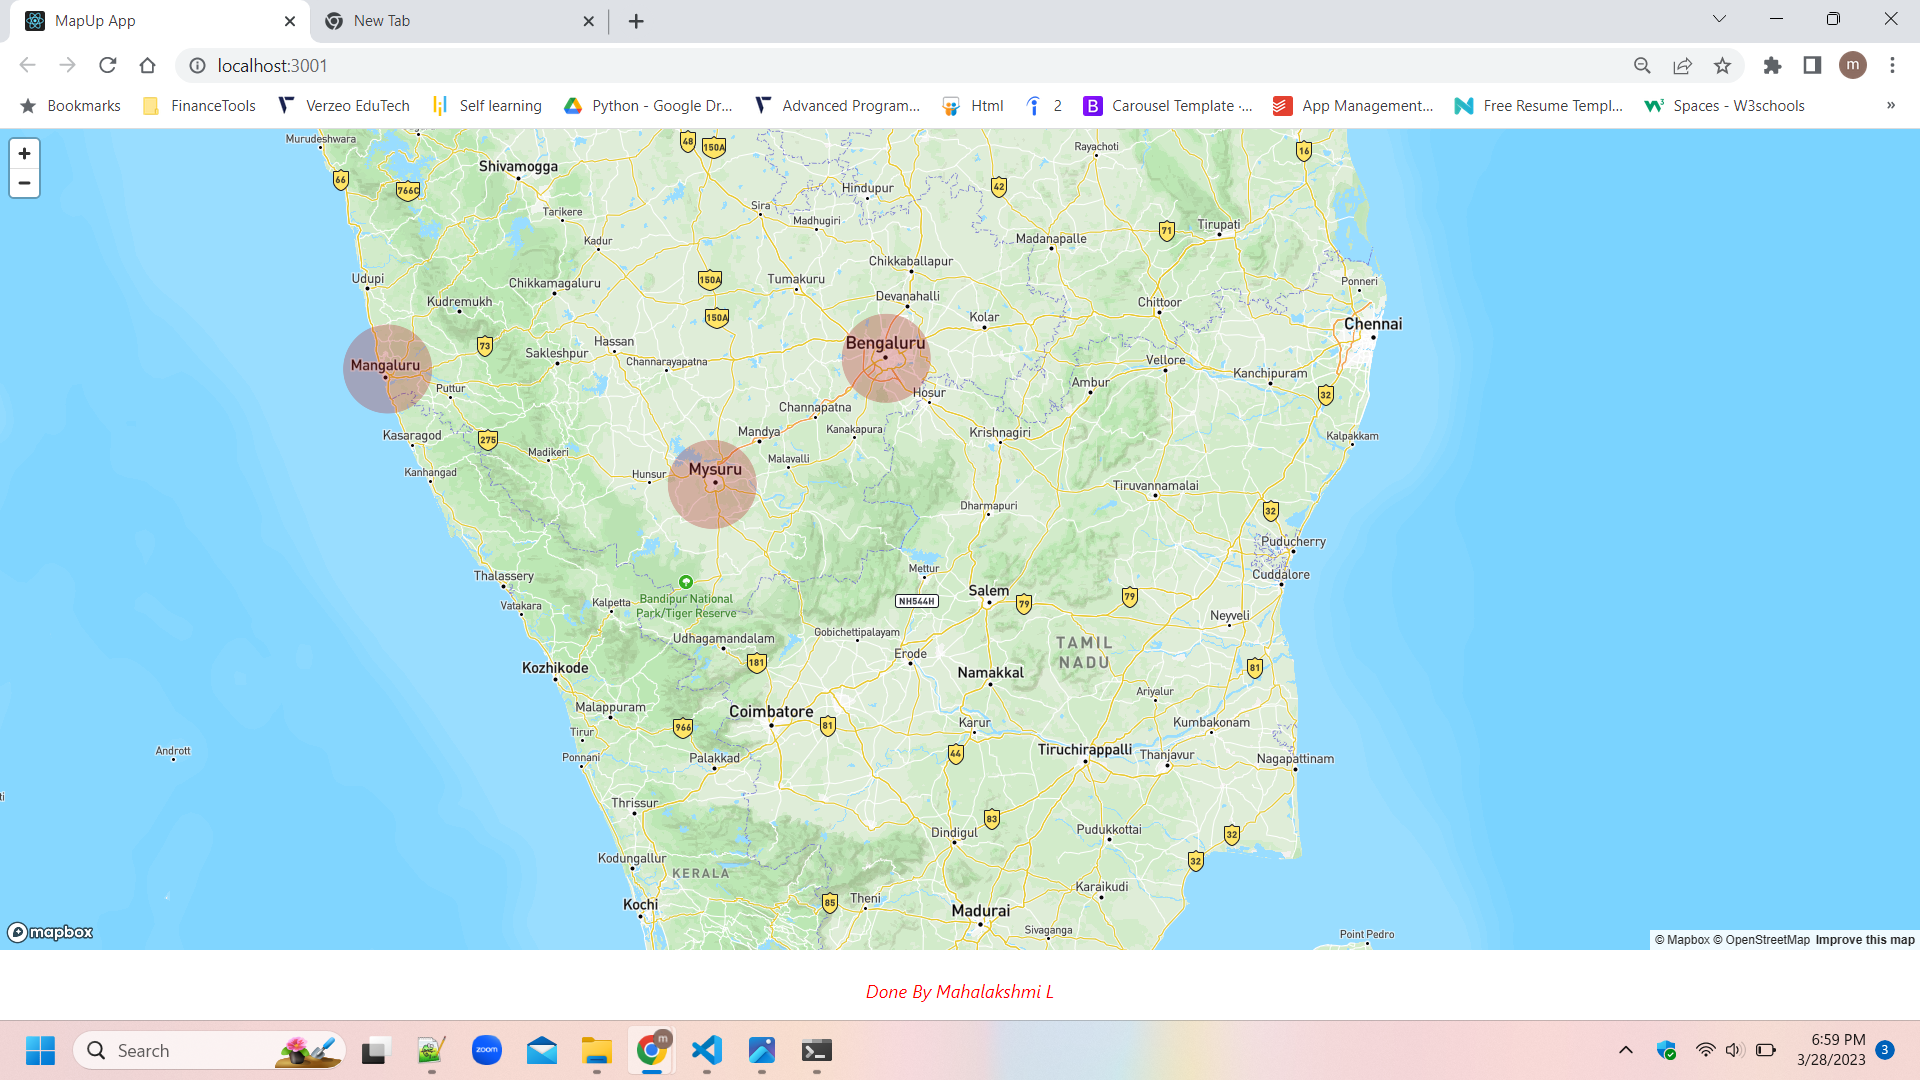 MapUp App
New Tab
localhost:3001
m
Bookmarks
FinanceTools
Verzeo EduTech
Self learning
Python - Google Dr...
Advanced Program...
Html
2
Carousel Template -...
App Management...
Free Resume Templ...
Spaces - W3schools
»
+
−
Murudeshwara
Shivamogga
48
150A
Rayachoti
16
66
766C
Hindupur
42
Tarikere
Sira
Madhugiri
71
Tirupati
Kadur
Madanapalle
Chikkaballapur
Udupi
Chikkamagaluru
150A
Tumakuru
Ponneri
Kudremukh
Devanahalli
Chittoor
150A
Kolar
Chennai
73
Hassan
Bengaluru
Sakleshpur
Channarayapatna
Mangaluru
Vellore
Kanchipuram
Puttur
Ambur
Hosur
32
Channapatna
Kasaragod
275
Mandya
Kanakapura
Krishnagiri
Kalpakkam
Madikeri
Malavalli
Kanhangad
Hunsur
Mysuru
Tiruvannamalai
Dharmapuri
32
Puducherry
Thalassery
Mettur
Cuddalore
Bandipur National
Park/Tiger Reserve
Salem
NH544H
79
79
Vatakara
Kalpetta
Neyveli
Udhagamandalam
Gobichettipalayam
TAMIL
NADU
Erode
181
Kozhikode
Namakkal
81
Ariyalur
Malappuram
Coimbatore
966
81
Karur
Kumbakonam
Tirur
Tiruchirappalli
Thanjavur
Andrott
Ponnani
Palakkad
44
Nagapattinam
ti
Thrissur
83
Dindigul
Pudukkottai
32
Kodungallur
KERALA
32
Karaikudi
Kochi
85
Theni
Madurai
Sivaganga
Point Pedro
mapbox
© Mapbox © OpenStreetMap Improve this map
Done By Mahalakshmi L
Search
zoom
m
6:59 PM
3/28/2023
3